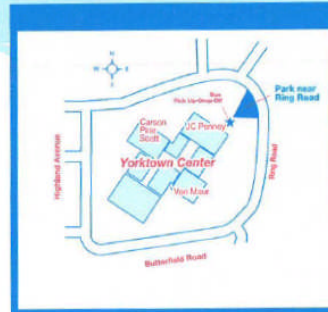 N
W
E
S
Park near
Ring Road
Bus
Pick Up-Drop Off
Carson
Pirie
Scott
JC Penney
Highland Avenue
Yorktown Center
Ring Road
Von Maur
Butterfield Road